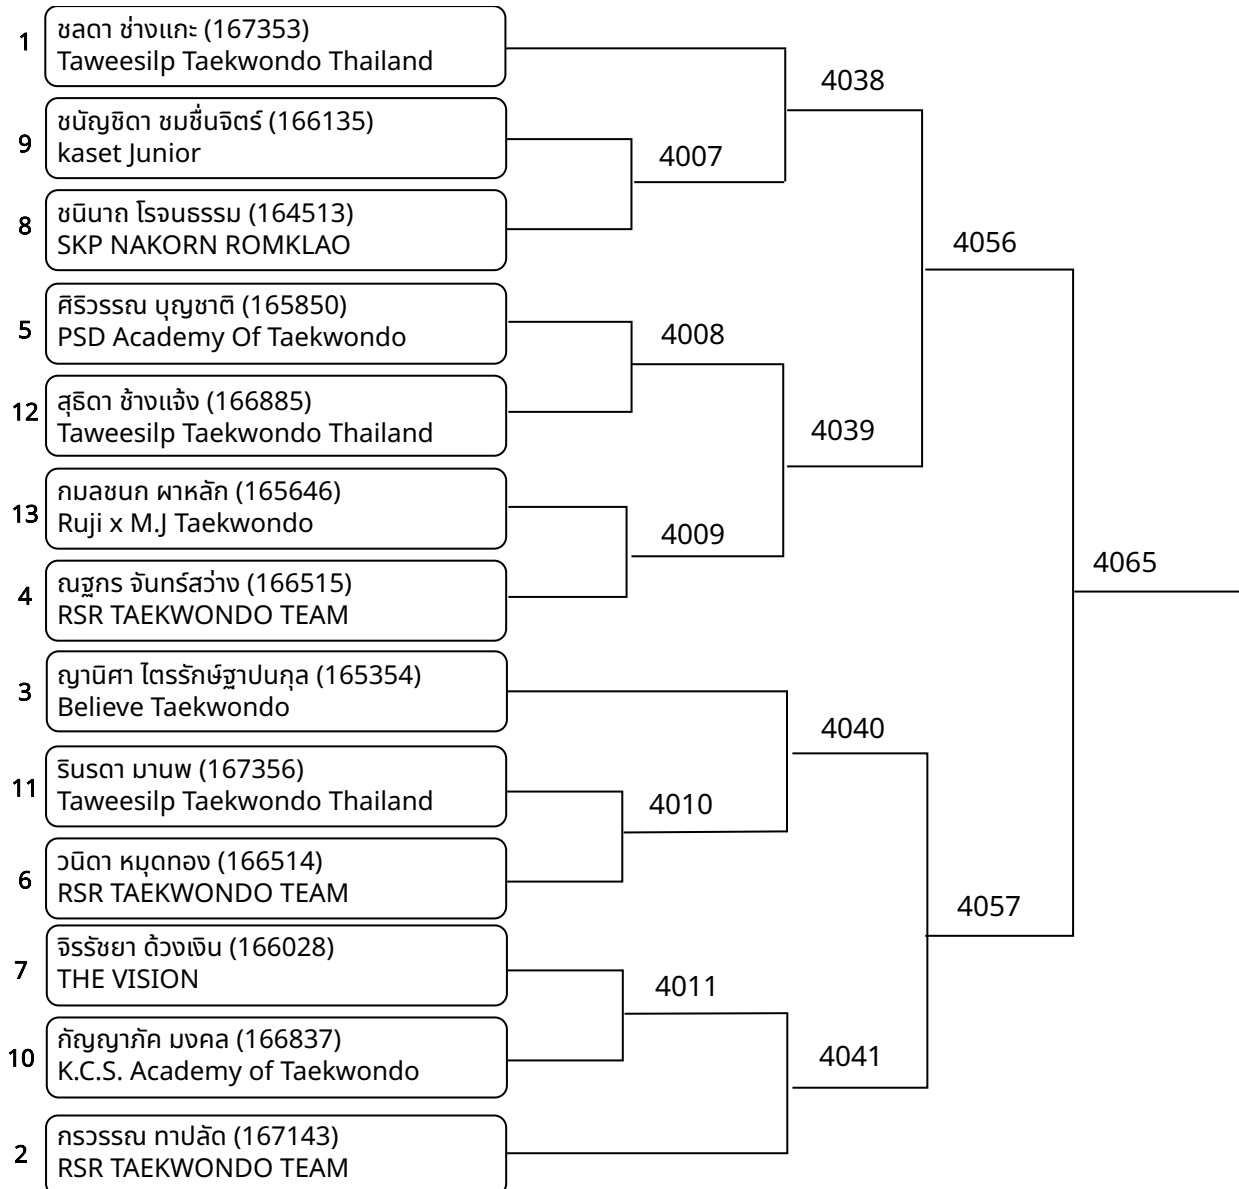 1
ชลดา ช่างแกะ (167353)
Taweesilp Taekwondo Thailand
4038
9
ชนัญชิดา ชมชื่นจิตร์ (166135)
kaset Junior
4007
8
ชนินาถ โรจนธรรม (164513)
SKP NAKORN ROMKLAO
4056
5
ศิริวรรณ บุญชาติ (165850)
PSD Academy Of Taekwondo
4008
12
สุธิดา ช้างแจ้ง (166885)
Taweesilp Taekwondo Thailand
4039
13
กมลชนก ผาหลัก (165646)
Ruji x M.J Taekwondo
4009
4
ณฐกร จันทร์สว่าง (166515)
RSR TAEKWONDO TEAM
4065
3
ญานิศา ไตรรักษ์ฐาปนกุล (165354)
Believe Taekwondo
4040
11
รินรดา มานพ (167356)
Taweesilp Taekwondo Thailand
4010
6
วนิดา หมุดทอง (166514)
RSR TAEKWONDO TEAM
4057
7
จิรรัชยา ด้วงเงิน (166028)
THE VISION
4011
10
กัญญาภัค มงคล (166837)
K.C.S. Academy of Taekwondo
4041
2
กรวรรณ ทาปลัด (167143)
RSR TAEKWONDO TEAM